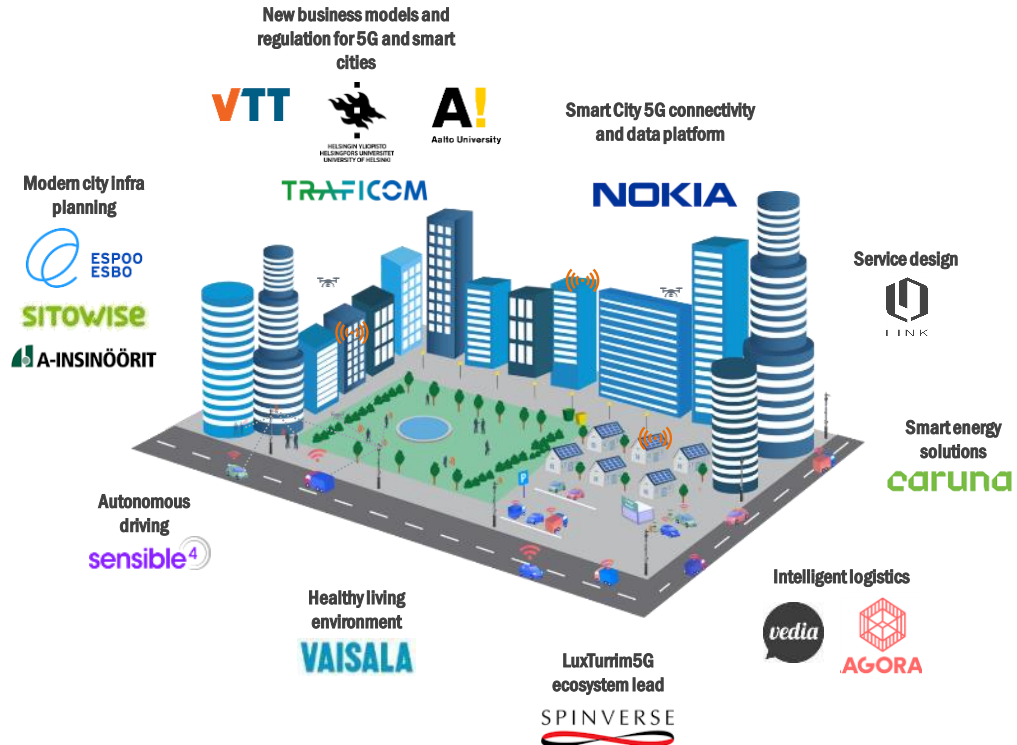 New business models and
regulation for 5G and smart
cities
VTT
HELSINGIN YLIOPISTO
HELSINGFORS UNIVERSITET
UNIVERSITY OF HELSINKI
A!
Aalto University
TRAFICOM
Smart City 5G connectivity
and data platform
NOKIA
Modern city infra
planning
ESPOO
ESBO
SITOWISE
A-INSINÖÖRIT
Service design
LINK
Smart energy
solutions
caruna
Autonomous
driving
sensible4
P
Healthy living
environment
VAISALA
Intelligent logistics
vedia
AGORA
LuxTurrim5G
ecosystem lead
SPINVERSE